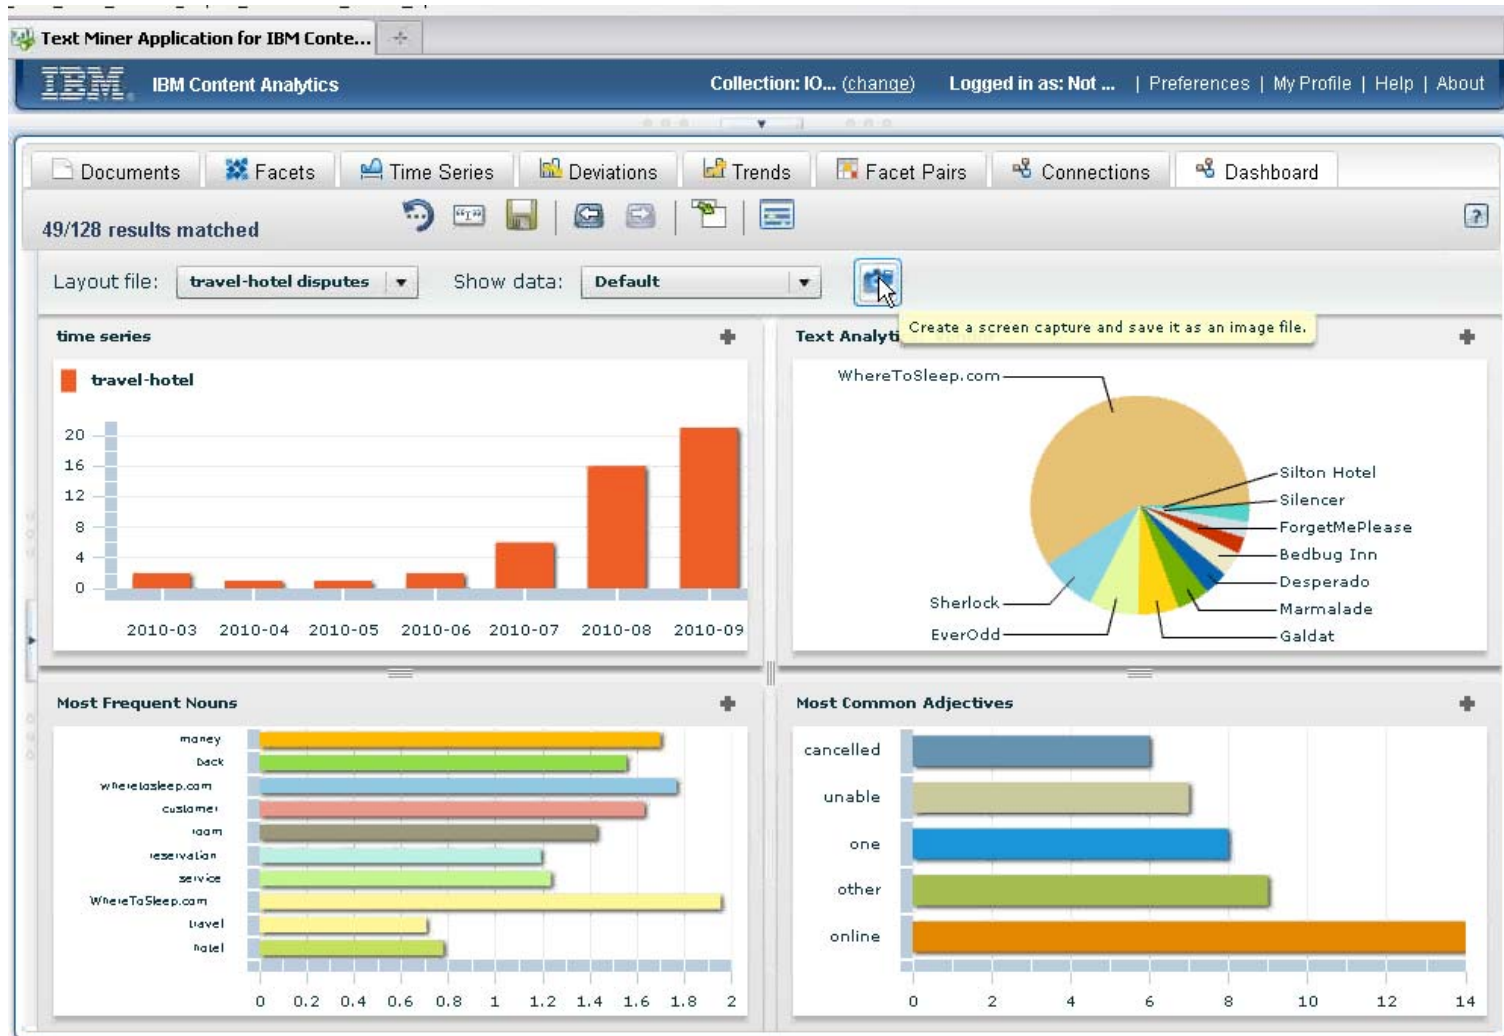 Text Miner Application for IBM Conte...
IBM. IBM Content Analytics Collection: IO... (change) Logged in as: Not ... | Preferences | My Profile | Help | About
Documents Facets Time Series Deviations Trends Facet Pairs Connections Dashboard
49/128 results matched
Layout file: travel-hotel disputes Show data: Default
Create a screen capture and save it as an image file.
time series
travel-hotel
20
16
12
8
4
0
2010-03 2010-04 2010-05 2010-06 2010-07 2010-08 2010-09
Text Analyti
WhereToSleep.com
Silton Hotel
Silencer
ForgetMePlease
Bedbug Inn
Desperado
Marmalade
Galdat
Sherlock
EverOdd
Most Frequent Nouns
money
back
wheretosleep.com
customer
room
reservation
service
WhereToSleep.com
travel
hotel
0 0.2 0.4 0.6 0.8 1 1.2 1.4 1.6 1.8 2
Most Common Adjectives
cancelled
unable
one
other
online
0 2 4 6 8 10 12 14